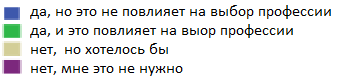 да, но это не повлияет на выбор профессии
да, и это повлияет на выор профессии
нет, но хотелось бы
нет, мне это не нужно